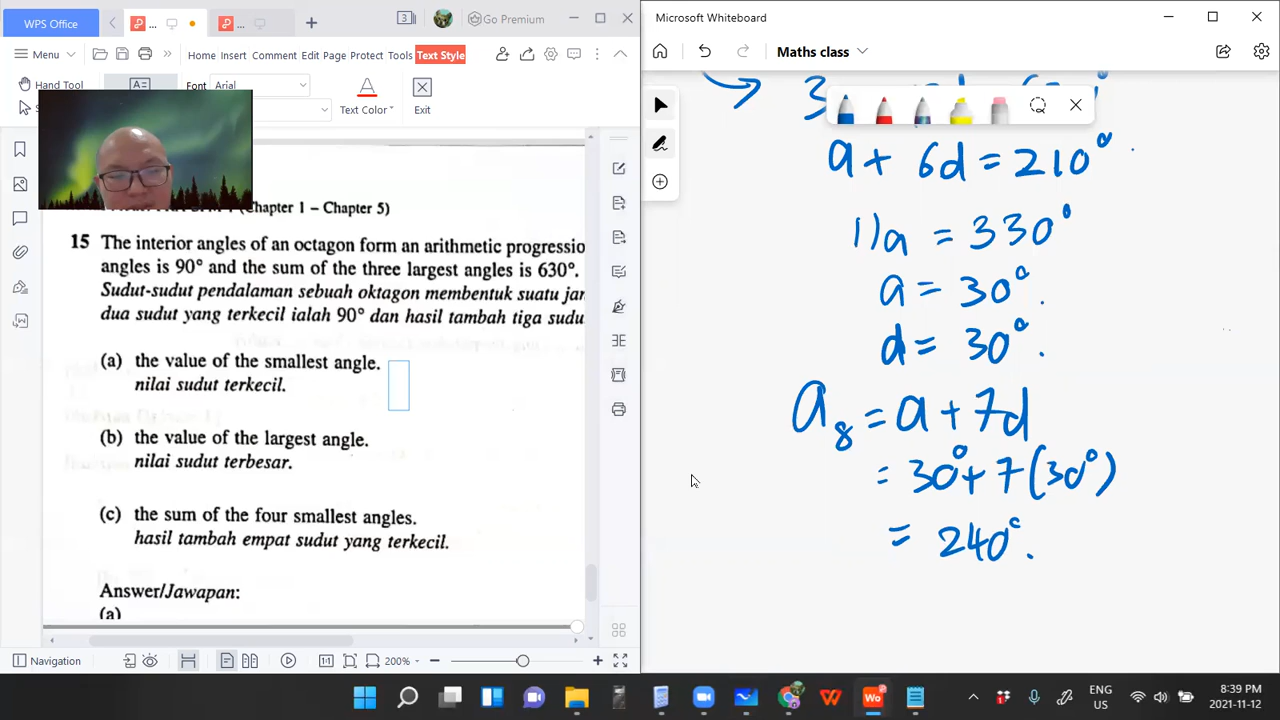 WPS Office
3
Go Premium
Menu
Home Insert Comment Edit Page Protect Tools Text Style
Hand Tool
Font Arial
Text Color
Exit
(Chapter 1 – Chapter 5)
15 The interior angles of an octagon form an arithmetic progressio
angles is 90° and the sum of the three largest angles is 630°.
Sudut-sudut pendalaman sebuah oktagon membentuk suatu jan
dua sudut yang terkecil ialah 90° dan hasil tambah tiga sudu
(a) the value of the smallest angle.
nilai sudut terkecil.
(b) the value of the largest angle.
nilai sudut terbesar.
(c) the sum of the four smallest angles.
hasil tambah empat sudut yang terkecil.
Answer/Jawapan:
(a)
Navigation
200%
Microsoft Whiteboard
Maths class
a + 6d = 210°
11a = 330°
a = 30°.
d = 30°.
a₈ = a + 7d
= 30° + 7(30°)
= 240°.
ENG
US
8:39 PM
2021-11-12